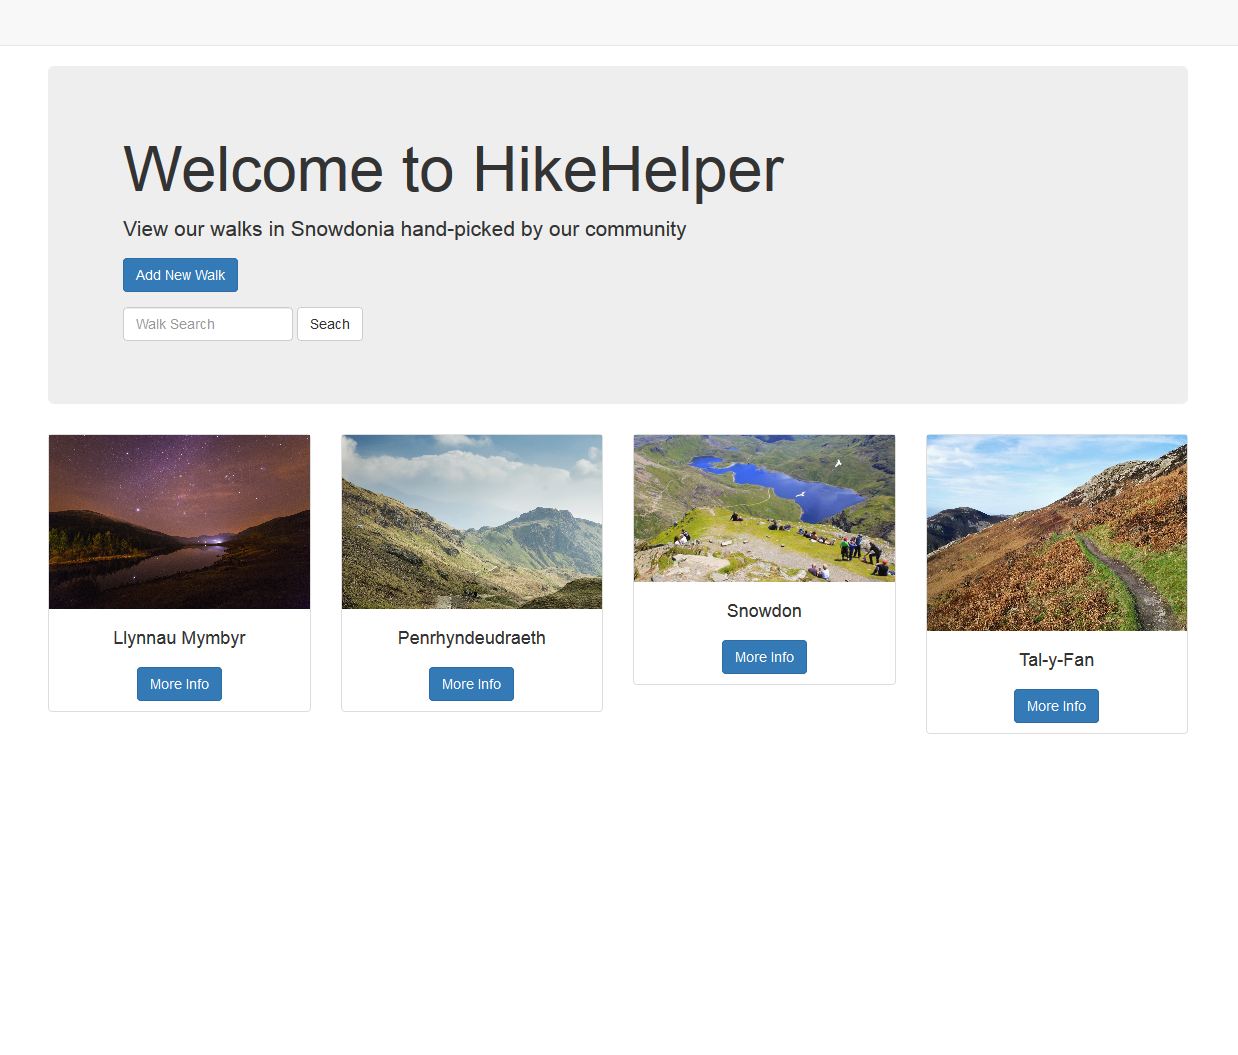 Welcome to HikeHelper
View our walks in Snowdonia hand-picked by our community
Add New Walk
Walk Search
Seach
Llynnau Mymbyr
More Info
Penrhyndeudraeth
More Info
Snowdon
More Info
Tal-y-Fan
More Info